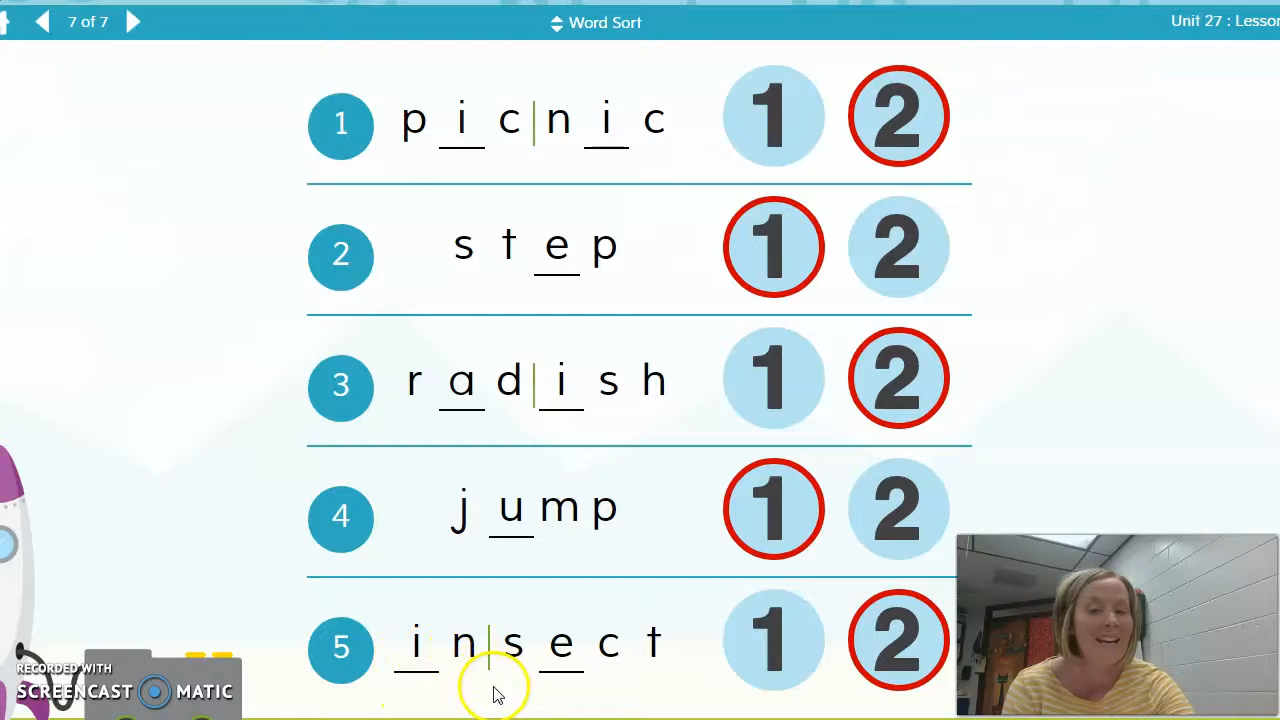 7 of 7
Word Sort
Unit 27 : Lesson
1 p i c n i c 1 2
2 s t e p 1 2
3 r a d i s h 1 2
4 j u m p 1 2
5 i n s e c t 1 2
RECORDED WITH
SCREENCAST MATIC